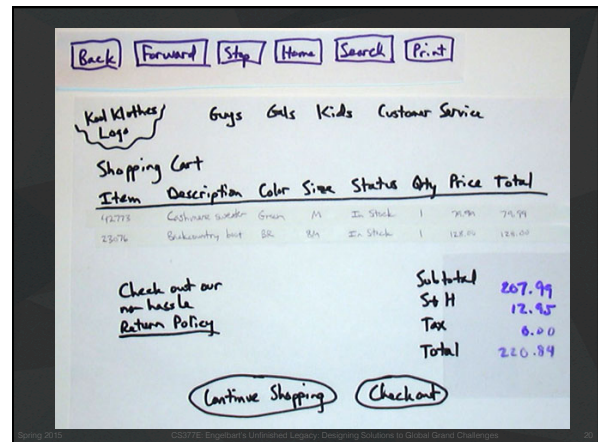 Back Forward Stop Home Search Print
Kool Klothes Logo Guys Gals Kids Customer Service
Shopping Cart
Item Description Color Size Status Qty Price Total
42773 Cashmere sweater Green M In Stock 1 79.99 79.99
23076 Backcountry boot BR 8M In Stock 1 128.00 128.00
Check out our
no-hassle
Return Policy
Subtotal 207.99
S+H 12.95
Tax 0.00
Total 220.84
Continue Shopping Checkout
Spring 2015 CS377E: Engelbart's Unfinished Legacy: Designing Solutions to Global Grand Challenges 20